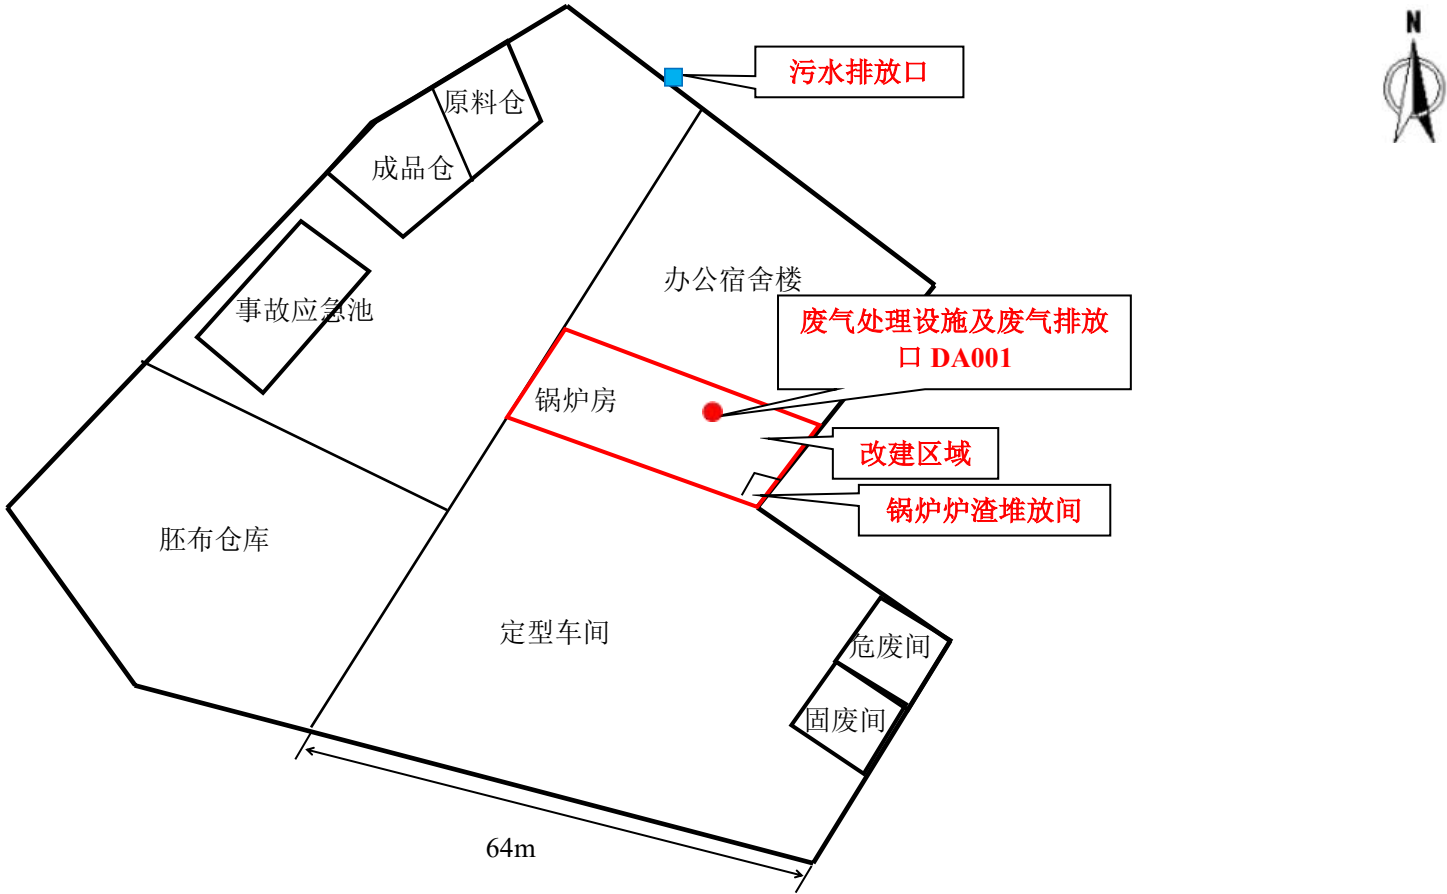 N
污水排放口
原料仓
成品仓
办公宿舍楼
事故应急池
废气处理设施及废气排放
口 DA001
锅炉房
改建区域
锅炉炉渣堆放间
胚布仓库
定型车间
危废间
固废间
64m